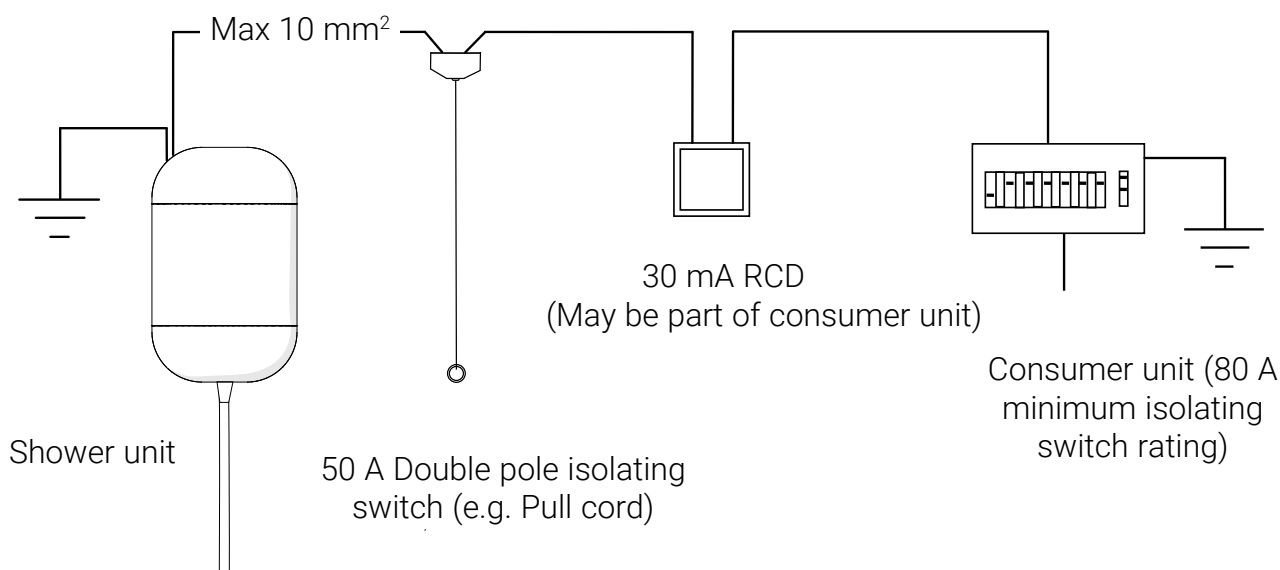 Max 10 mm²
30 mA RCD
(May be part of consumer unit)
Consumer unit (80 A
minimum isolating
switch rating)
Shower unit
50 A Double pole isolating
switch (e.g. Pull cord)